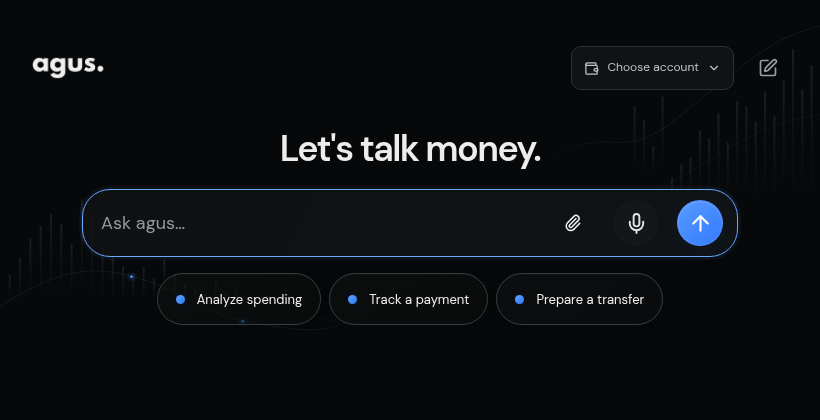 agus.
Choose account
Let's talk money.
Ask agus...
Analyze spending
Track a payment
Prepare a transfer